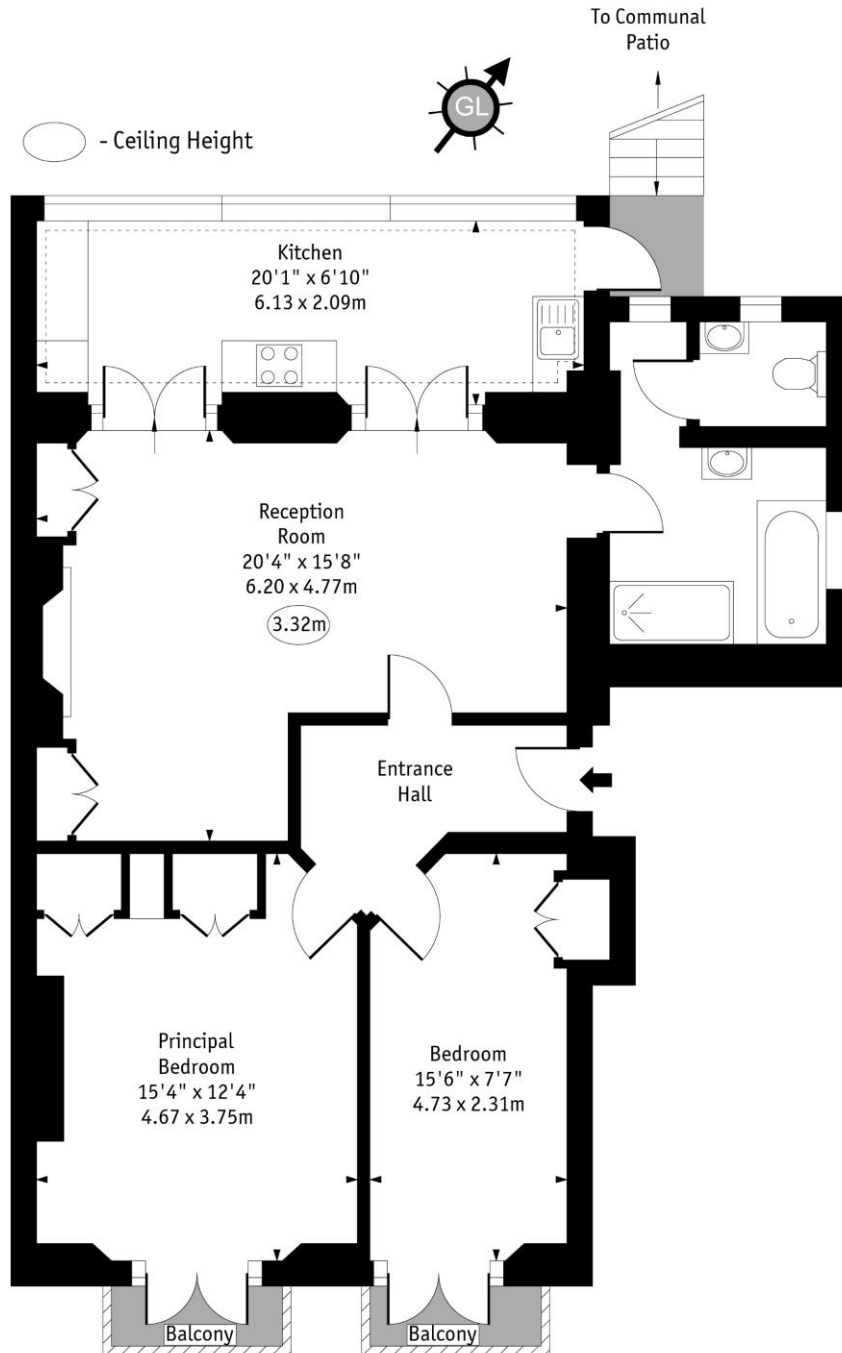 To Communal
Patio
GL
- Ceiling Height
Kitchen
20'1" x 6'10"
6.13 x 2.09m
Reception
Room
20'4" x 15'8"
6.20 x 4.77m
3.32m
Entrance
Hall
Principal
Bedroom
15'4" x 12'4"
4.67 x 3.75m
Bedroom
15'6" x 7'7"
4.73 x 2.31m
Balcony
Balcony